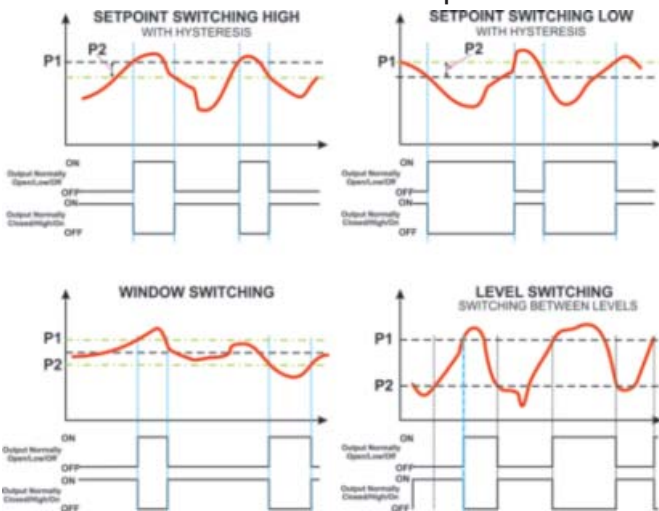 SETPOINT SWITCHING HIGH
WITH HYSTERESIS
P1
P2
ON
Output Normally
Open/Low/Off
OFF
ON
Output Normally
Closed/High/On
OFF
SETPOINT SWITCHING LOW
WITH HYSTERESIS
P1
P2
ON
Output Normally
Open/Low/Off
OFF
ON
Output Normally
Closed/High/On
OFF
WINDOW SWITCHING
P1
P2
ON
Output Normally
Open/Low/Off
OFF
ON
Output Normally
Closed/High/On
OFF
LEVEL SWITCHING
SWITCHING BETWEEN LEVELS
P1
P2
ON
Output Normally
Open/Low/Off
OFF
ON
Output Normally
Closed/High/On
OFF